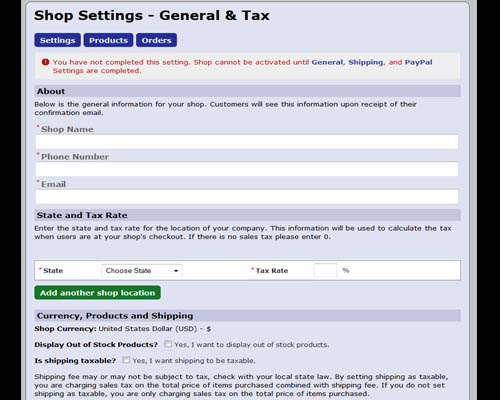 Shop Settings - General & Tax
Settings Products Orders
You have not completed this setting. Shop cannot be activated until General, Shipping, and PayPal
Settings are completed.
About
Below is the general information for your shop. Customers will see this information upon receipt of their
confirmation email.
* Shop Name
* Phone Number
* Email
State and Tax Rate
Enter the state and tax rate for the location of your company. This information will be used to calculate the tax
when users are at your shop's checkout. If there is no sales tax please enter 0.
* State Choose State * Tax Rate %
Add another shop location
Currency, Products and Shipping
Shop Currency: United States Dollar (USD) - $
Display Out of Stock Products? Yes, I want to display out of stock products.
Is shipping taxable? Yes, I want shipping to be taxable.
Shipping fee may or may not be subject to tax, check with your local state law. By setting shipping as taxable,
you are charging sales tax on the total price of items purchased combined with shipping fee. If you do not set
shipping as taxable, you are only charging sales tax on the total price of items purchased.